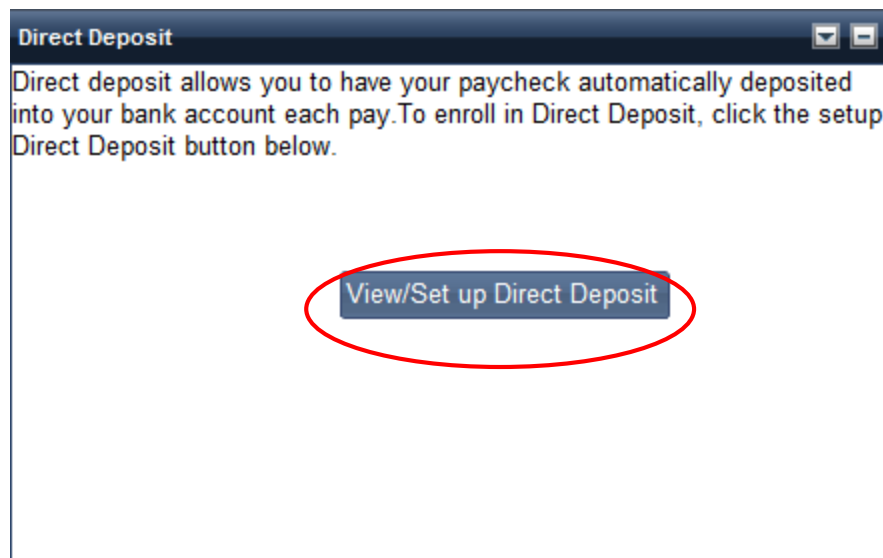 Direct Deposit
Direct deposit allows you to have your paycheck automatically deposited
into your bank account each pay.To enroll in Direct Deposit, click the setup
Direct Deposit button below.
View/Set up Direct Deposit